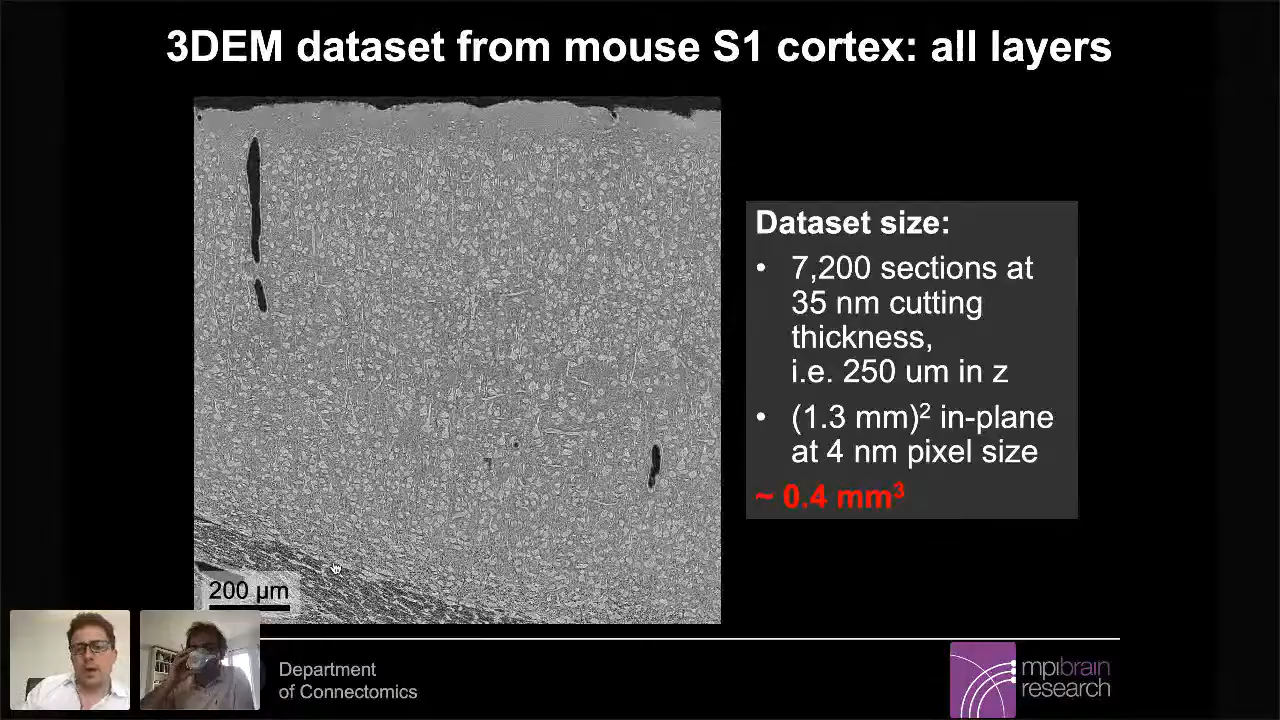 3DEM dataset from mouse S1 cortex: all layers
Dataset size:
• 7,200 sections at
35 nm cutting
thickness,
i.e. 250 um in z
• (1.3 mm)² in-plane
at 4 nm pixel size
~ 0.4 mm³
200 µm
Department
of Connectomics
mpibrain
research